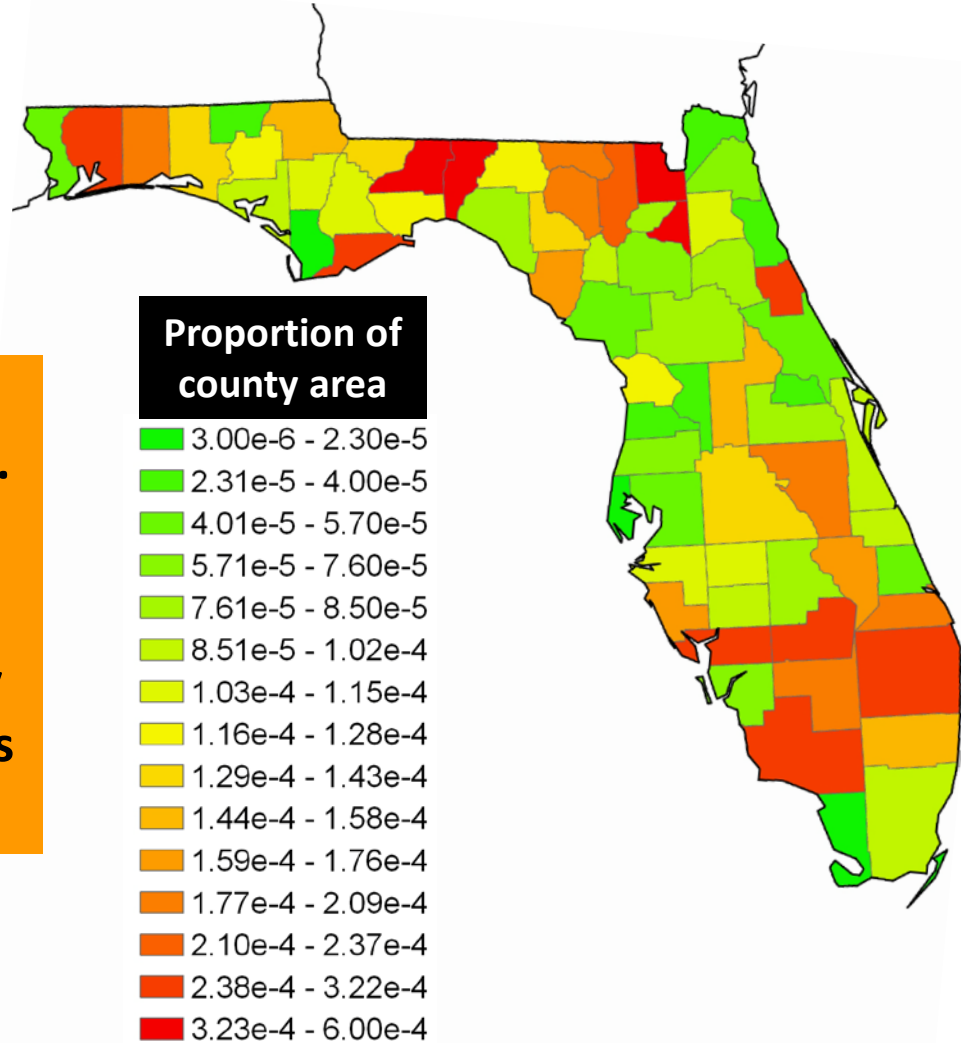 Proportion of
county area
3.00e-6 - 2.30e-5
2.31e-5 - 4.00e-5
4.01e-5 - 5.70e-5
5.71e-5 - 7.60e-5
7.61e-5 - 8.50e-5
8.51e-5 - 1.02e-4
1.03e-4 - 1.15e-4
1.16e-4 - 1.28e-4
1.29e-4 - 1.43e-4
1.44e-4 - 1.58e-4
1.59e-4 - 1.76e-4
1.77e-4 - 2.09e-4
2.10e-4 - 2.37e-4
2.38e-4 - 3.22e-4
3.23e-4 - 6.00e-4